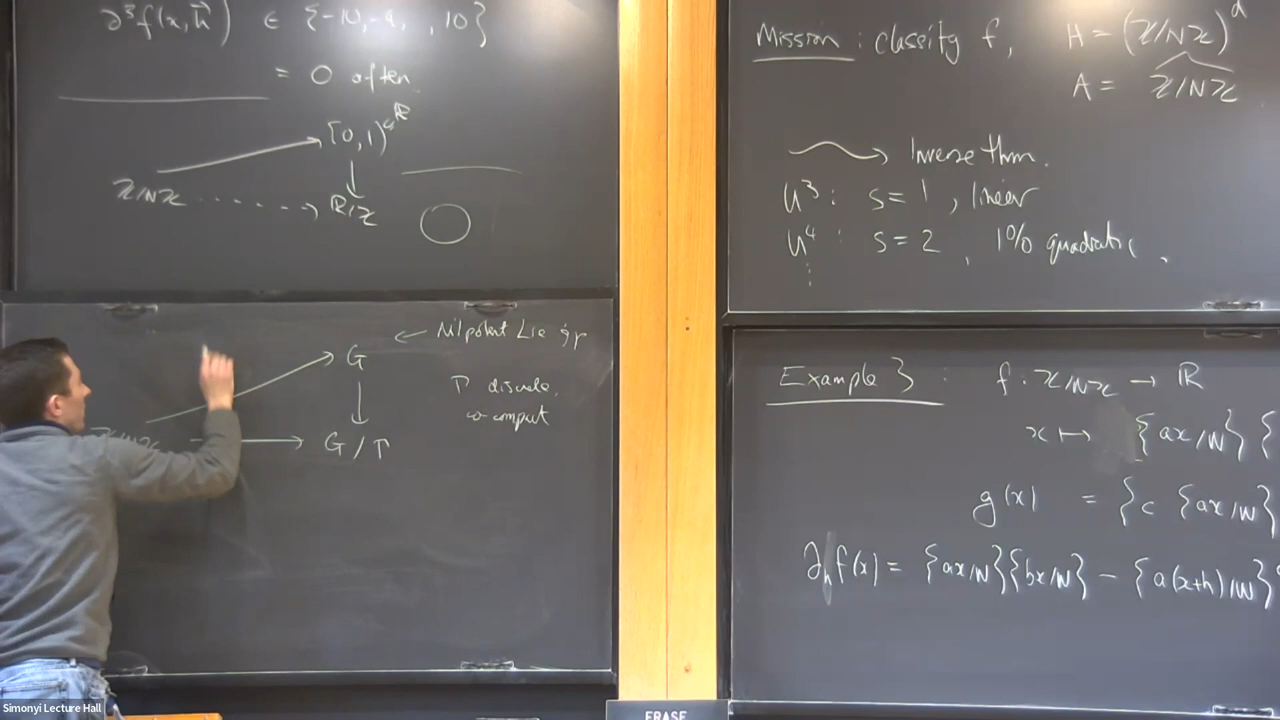 ∂³f(x,h⃗) ∈ {-10,-9, ,10}
= 0 often.
[0,1) ⊂ ℝ
ℤ/Nℤ → ℝ/ℤ
Mission : classify f, H = (ℤ/Nℤ)^d
A = ℤ/Nℤ
Inverse thm.
U³ : s = 1, linear
U⁴ : s = 2, 1% quadratic.
⋮
G ← Nilpotent Lie gp
Γ discrete,
co-compact
→ G/Γ
Example 3 : f : ℤ/Nℤ → ℝ
x ↦ {ax/N} {
g(x) = {c {ax/N}
∂ₕf(x) = {ax/N}{bx/N} - {a(x+h)/N}
Simonyi Lecture Hall
ERASE